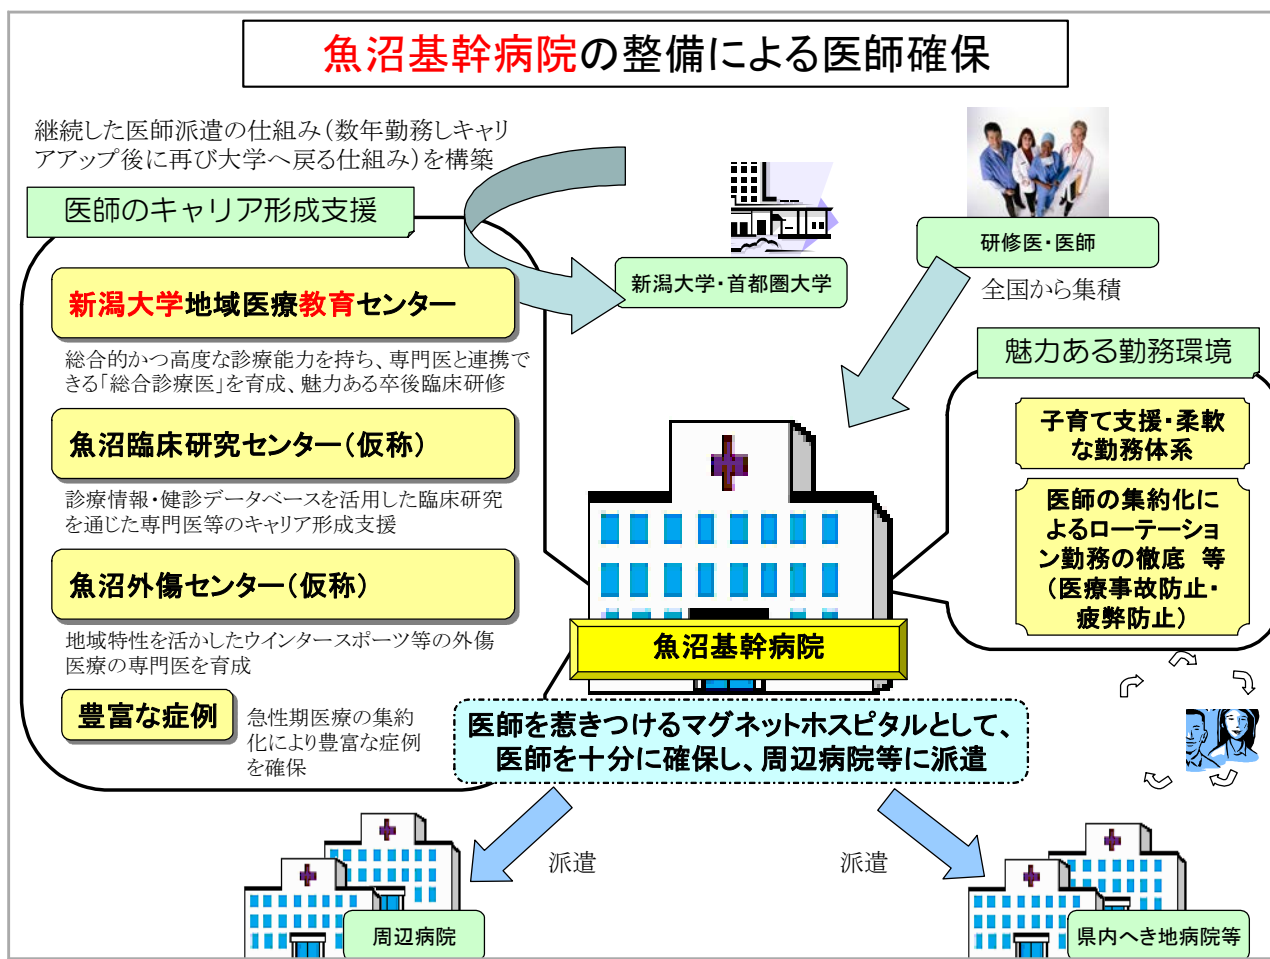 魚沼基幹病院の整備による医師確保
継続した医師派遣の仕組み（数年勤務しキャリ
アアップ後に再び大学へ戻る仕組み）を構築
医師のキャリア形成支援
新潟大学地域医療教育センター
総合的かつ高度な診療能力を持ち、専門医と連携で
きる「総合診療医」を育成、魅力ある卒後臨床研修
魚沼臨床研究センター（仮称）
診療情報・健診データベースを活用した臨床研究
を通じた専門医等のキャリア形成支援
魚沼外傷センター（仮称）
地域特性を活かしたウインタースポーツ等の外傷
医療の専門医を育成
豊富な症例
急性期医療の集約
化により豊富な症例
を確保
新潟大学・首都圏大学
研修医・医師
全国から集積
魅力ある勤務環境
子育て支援・柔軟
な勤務体系
医師の集約化に
よるローテーショ
ン勤務の徹底 等
（医療事故防止・
疲弊防止）
魚沼基幹病院
医師を惹きつけるマグネットホスピタルとして、
医師を十分に確保し、周辺病院等に派遣
派遣
派遣
周辺病院
県内へき地病院等